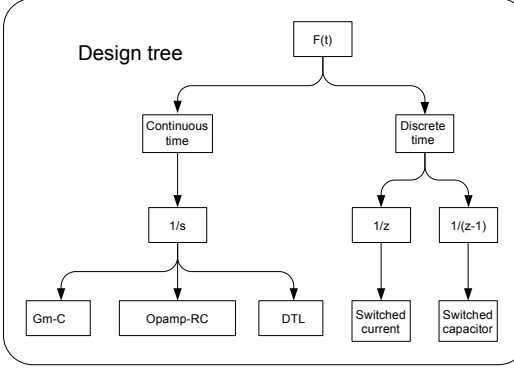 Design tree
F(t)
Continuous
time
Discrete
time
1/s
1/z
1/(z-1)
Gm-C
Opamp-RC
DTL
Switched
current
Switched
capacitor